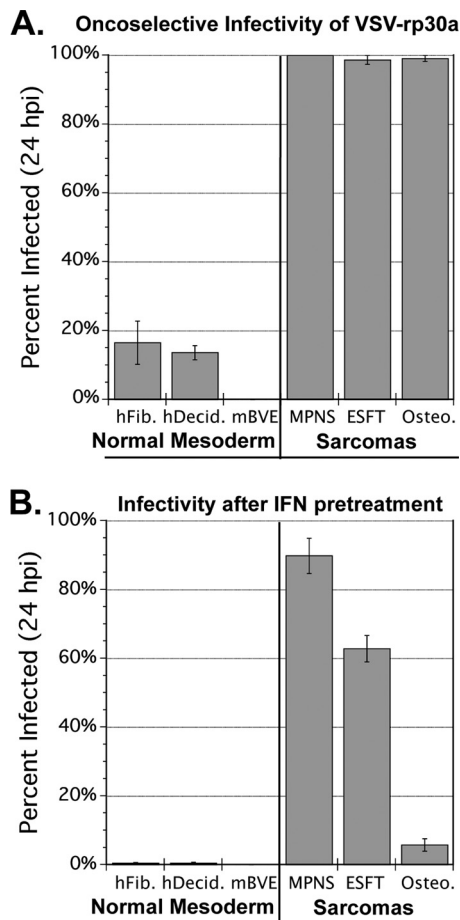 A. Oncoselective Infectivity of VSV-rp30a
Percent Infected (24 hpi)
100%
80%
60%
40%
20%
0%
hFib. hDecid. mBVE MPNS ESFT Osteo.
Normal Mesoderm Sarcomas
B. Infectivity after IFN pretreatment
Percent Infected (24 hpi)
100%
80%
60%
40%
20%
0%
hFib. hDecid. mBVE MPNS ESFT Osteo.
Normal Mesoderm Sarcomas